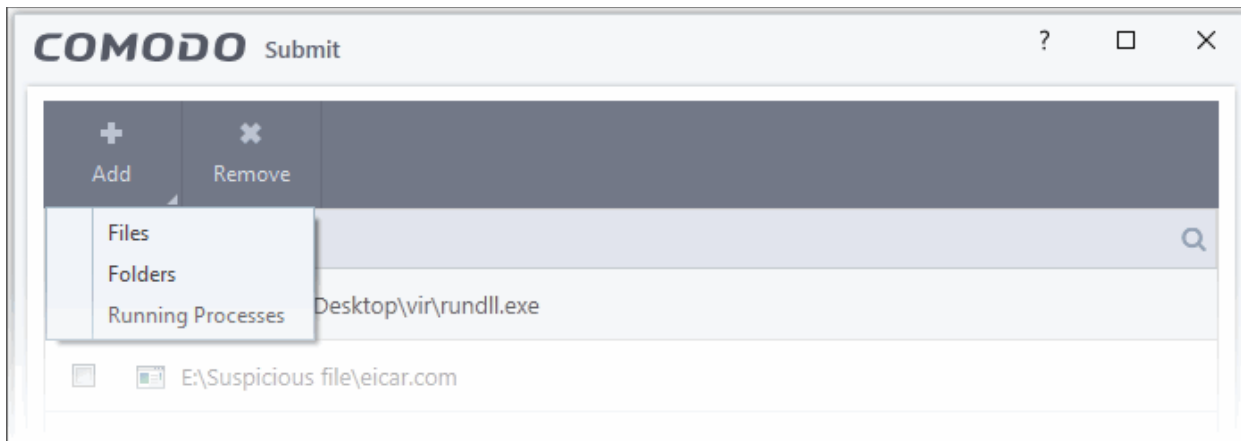 COMODO Submit ?
Add Remove
Files
Folders
Running Processes
Desktop\vir\rundll.exe
E:\Suspicious file\eicar.com